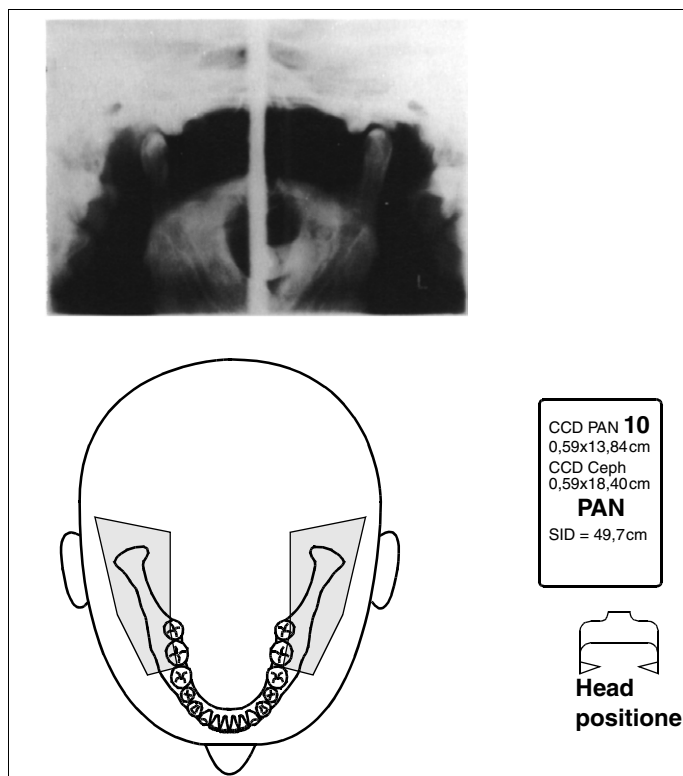 L
CCD PAN 10
0,59x13,84cm
CCD Ceph
0,59x18,40cm
PAN
SID = 49,7cm
Head
positione